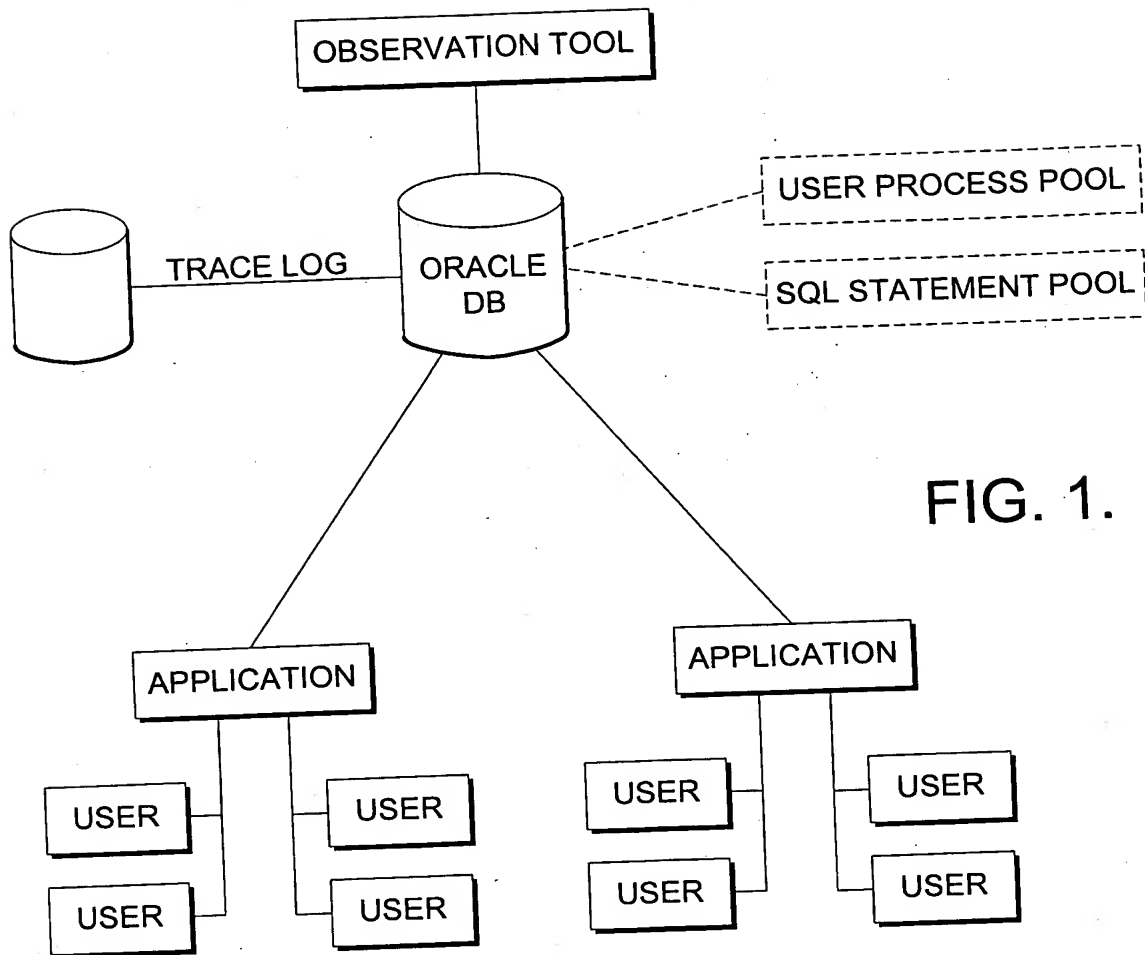 OBSERVATION TOOL
USER PROCESS POOL
TRACE LOG
ORACLE
DB
SQL STATEMENT POOL
FIG. 1.
APPLICATION
APPLICATION
USER
USER
USER
USER
USER
USER
USER
USER